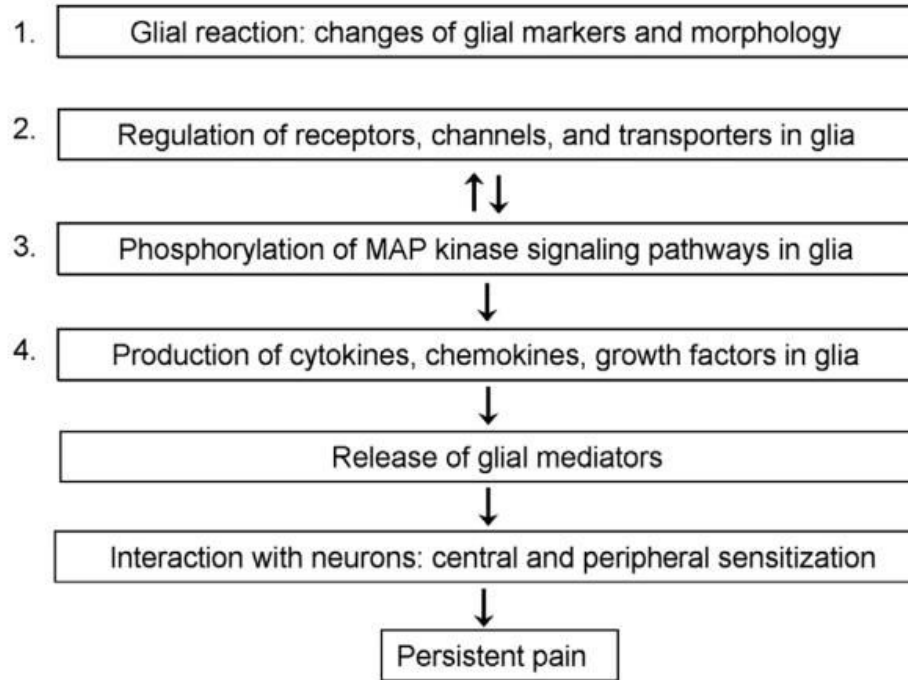 1. Glial reaction: changes of glial markers and morphology
2. Regulation of receptors, channels, and transporters in glia
3. Phosphorylation of MAP kinase signaling pathways in glia
4. Production of cytokines, chemokines, growth factors in glia
Release of glial mediators
Interaction with neurons: central and peripheral sensitization
Persistent pain